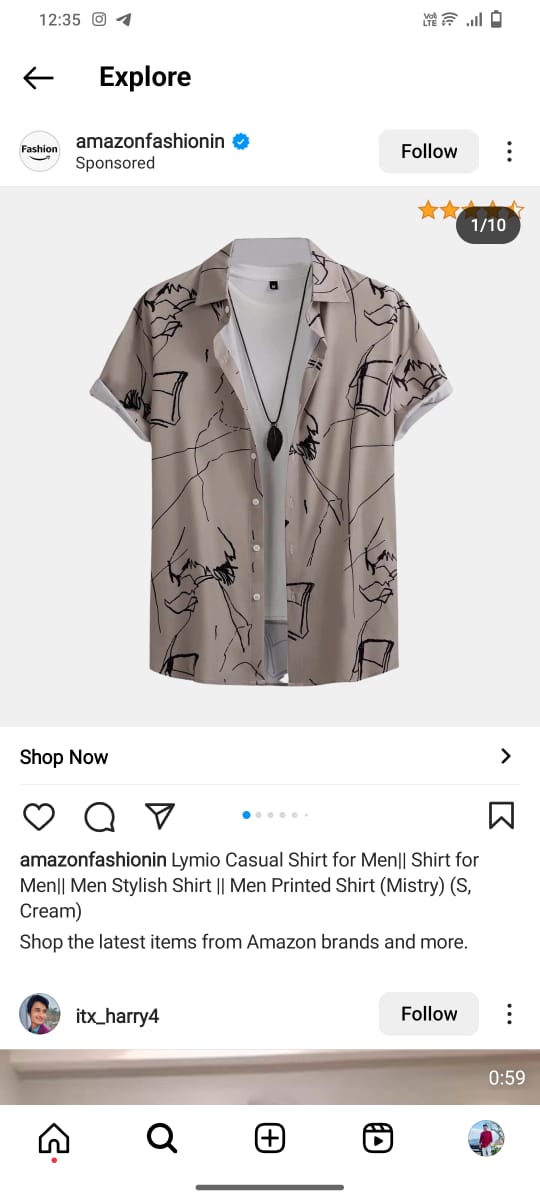 12:35
Vo
LTE
Explore
Fashion
amazonfashionin
Sponsored
Follow
1/10
M
Shop Now
amazonfashionin Lymio Casual Shirt for Men|| Shirt for
Men|| Men Stylish Shirt || Men Printed Shirt (Mistry) (S,
Cream)
Shop the latest items from Amazon brands and more.
itx_harry4
Follow
0:59